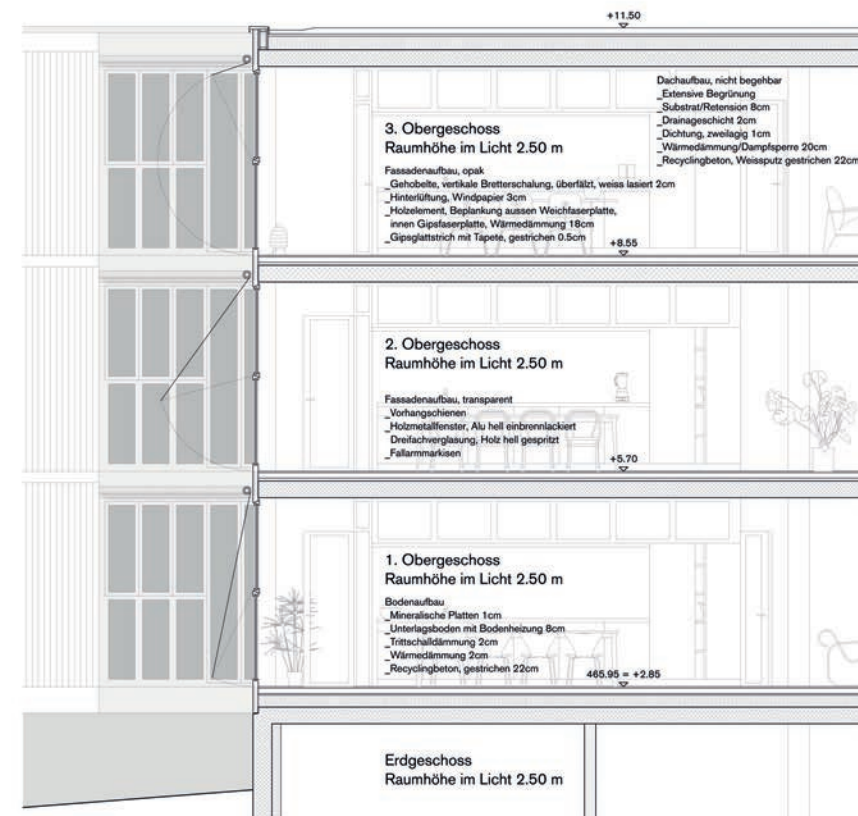 +11.50
Dachaufbau, nicht begehbar
_Extensive Begrünung
_Substrat/Retension 8cm
_Drainageschicht 2cm
_Dichtung, zweilagig 1cm
_Wärmedämmung/Dampfsperre 20cm
_Recyclingbeton, Weissputz gestrichen 22cm
3. Obergeschoss
Raumhöhe im Licht 2.50 m
Fassadenaufbau, opak
_Gehobelte, vertikale Bretterschalung, überfälzt, weiss lasiert 2cm
_Hinterlüftung, Windpapier 3cm
_Holzelement, Beplankung aussen Weichfaserplatte,
innen Gipsfaserplatte, Wärmedämmung 18cm
_Gipsglattstrich mit Tapete, gestrichen 0.5cm
+8.55
2. Obergeschoss
Raumhöhe im Licht 2.50 m
Fassadenaufbau, transparent
_Vorhangschienen
_Holzmetallfenster, Alu hell einbrennlackiert
Dreifachverglasung, Holz hell gespritzt
_Fallarmmarkisen
+5.70
1. Obergeschoss
Raumhöhe im Licht 2.50 m
Bodenaufbau
_Mineralische Platten 1cm
_Unterlagsboden mit Bodenheizung 8cm
_Trittschalldämmung 2cm
_Wärmedämmung 2cm
_Recyclingbeton, gestrichen 22cm
465.95 = +2.85
Erdgeschoss
Raumhöhe im Licht 2.50 m